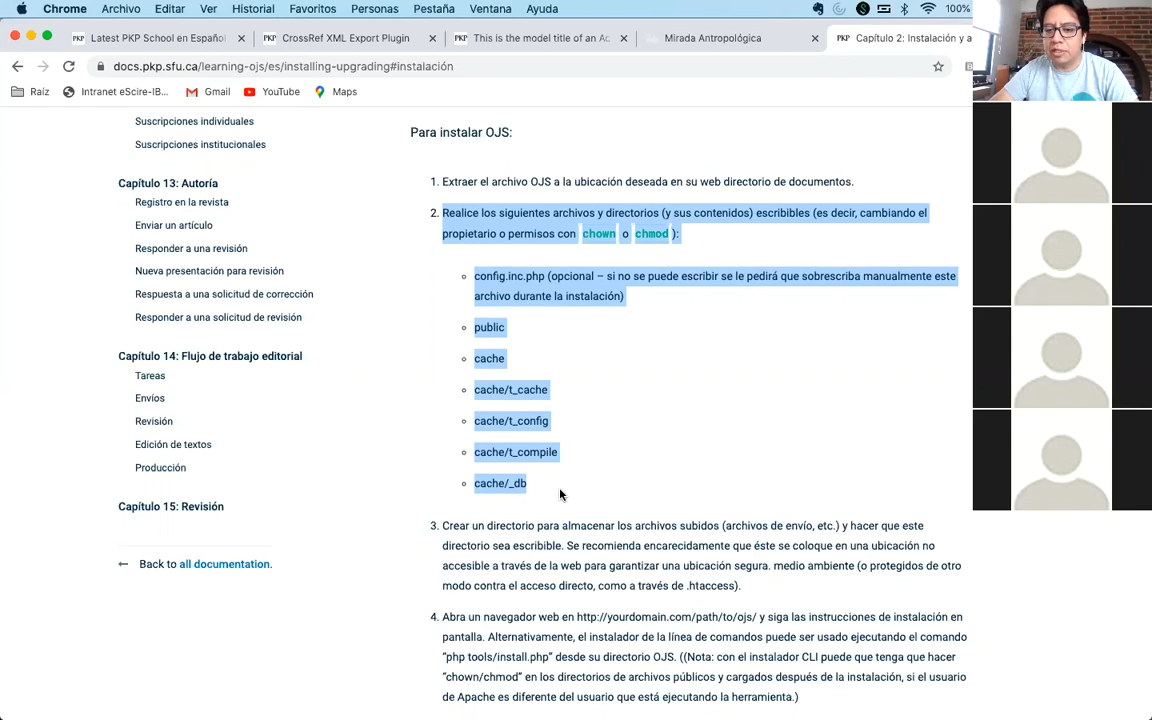 Chrome Archivo Editar Ver Historial Favoritos Personas Pestaña Ventana Ayuda 100%
Latest PKP School en Español
CrossRef XML Export Plugin
This is the model title of an Ac
Mirada Antropológica
Capítulo 2: Instalación y a
docs.pkp.sfu.ca/learning-ojs/es/installing-upgrading#instalación
Raíz Intranet eScire-IB... Gmail YouTube Maps
Suscripciones individuales
Suscripciones institucionales
Capítulo 13: Autoría
Registro en la revista
Enviar un artículo
Responder a una revisión
Nueva presentación para revisión
Respuesta a una solicitud de corrección
Responder a una solicitud de revisión
Capítulo 14: Flujo de trabajo editorial
Tareas
Envíos
Revisión
Edición de textos
Producción
Capítulo 15: Revisión
Back to all documentation.
Para instalar OJS:
1. Extraer el archivo OJS a la ubicación deseada en su web directorio de documentos.
2. Realice los siguientes archivos y directorios (y sus contenidos) escribibles (es decir, cambiando el
propietario o permisos con chown o chmod ):
config.inc.php (opcional – si no se puede escribir se le pedirá que sobrescriba manualmente este
archivo durante la instalación)
public
cache
cache/t_cache
cache/t_config
cache/t_compile
cache/_db
3. Crear un directorio para almacenar los archivos subidos (archivos de envío, etc.) y hacer que este
directorio sea escribible. Se recomienda encarecidamente que éste se coloque en una ubicación no
accesible a través de la web para garantizar una ubicación segura. medio ambiente (o protegidos de otro
modo contra el acceso directo, como a través de .htaccess).
4. Abra un navegador web en http://yourdomain.com/path/to/ojs/ y siga las instrucciones de instalación en
pantalla. Alternativamente, el instalador de la línea de comandos puede ser usado ejecutando el comando
“php tools/install.php” desde su directorio OJS. ((Nota: con el instalador CLI puede que tenga que hacer
“chown/chmod” en los directorios de archivos públicos y cargados después de la instalación, si el usuario
de Apache es diferente del usuario que está ejecutando la herramienta.)